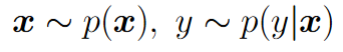 𝒙 ∼ p(𝒙), y ∼ p(y|𝒙)